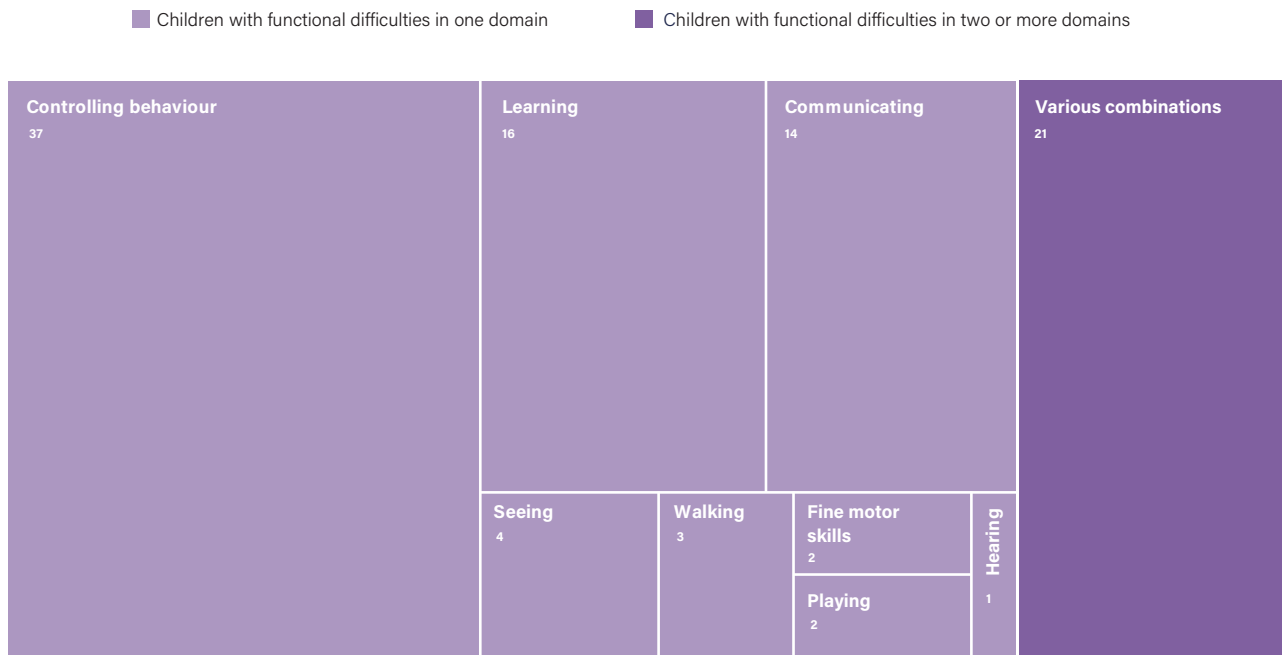 Children with functional difficulties in one domain
Children with functional difficulties in two or more domains
Controlling behaviour
37
Learning
16
Communicating
14
Various combinations
21
Seeing
4
Walking
3
Fine motor
skills
2
Playing
2
Hearing
1